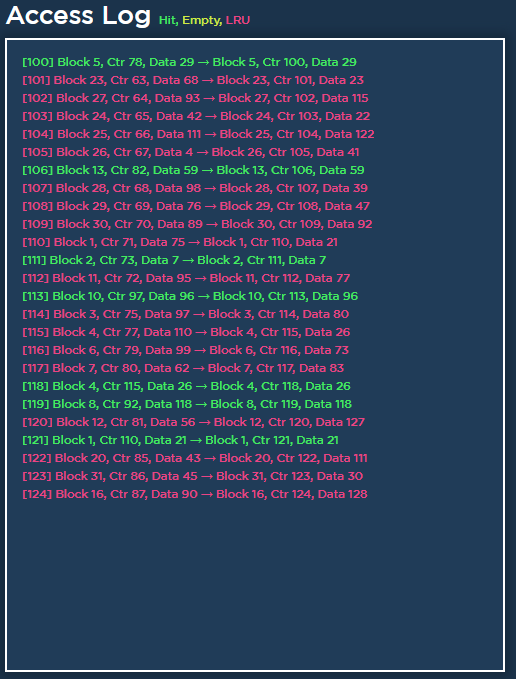 Access Log Hit, Empty, LRU
[100] Block 5, Ctr 78, Data 29 → Block 5, Ctr 100, Data 29
[101] Block 23, Ctr 63, Data 68 → Block 23, Ctr 101, Data 23
[102] Block 27, Ctr 64, Data 93 → Block 27, Ctr 102, Data 115
[103] Block 24, Ctr 65, Data 42 → Block 24, Ctr 103, Data 22
[104] Block 25, Ctr 66, Data 111 → Block 25, Ctr 104, Data 122
[105] Block 26, Ctr 67, Data 4 → Block 26, Ctr 105, Data 41
[106] Block 13, Ctr 82, Data 59 → Block 13, Ctr 106, Data 59
[107] Block 28, Ctr 68, Data 98 → Block 28, Ctr 107, Data 39
[108] Block 29, Ctr 69, Data 76 → Block 29, Ctr 108, Data 47
[109] Block 30, Ctr 70, Data 89 → Block 30, Ctr 109, Data 92
[110] Block 1, Ctr 71, Data 75 → Block 1, Ctr 110, Data 21
[111] Block 2, Ctr 73, Data 7 → Block 2, Ctr 111, Data 7
[112] Block 11, Ctr 72, Data 95 → Block 11, Ctr 112, Data 77
[113] Block 10, Ctr 97, Data 96 → Block 10, Ctr 113, Data 96
[114] Block 3, Ctr 75, Data 97 → Block 3, Ctr 114, Data 80
[115] Block 4, Ctr 77, Data 110 → Block 4, Ctr 115, Data 26
[116] Block 6, Ctr 79, Data 99 → Block 6, Ctr 116, Data 73
[117] Block 7, Ctr 80, Data 62 → Block 7, Ctr 117, Data 83
[118] Block 4, Ctr 115, Data 26 → Block 4, Ctr 118, Data 26
[119] Block 8, Ctr 92, Data 118 → Block 8, Ctr 119, Data 118
[120] Block 12, Ctr 81, Data 56 → Block 12, Ctr 120, Data 127
[121] Block 1, Ctr 110, Data 21 → Block 1, Ctr 121, Data 21
[122] Block 20, Ctr 85, Data 43 → Block 20, Ctr 122, Data 111
[123] Block 31, Ctr 86, Data 45 → Block 31, Ctr 123, Data 30
[124] Block 16, Ctr 87, Data 90 → Block 16, Ctr 124, Data 128